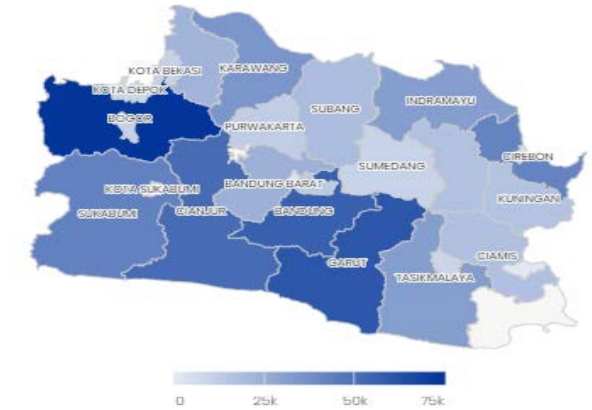 KOTA BEKASI
KARAWANG
KOTA DEPOK
BOGOR
SUBANG
INDRAMAYU
PURWAKARTA
CIREBON
SUMEDANG
KOTA SUKABUMI
BANDUNG BARAT
KUNINGAN
SUKABUMI
CIANJUR
BANDUNG
GARUT
CIAMIS
TASIKMALAYA
0 25k 50k 75k